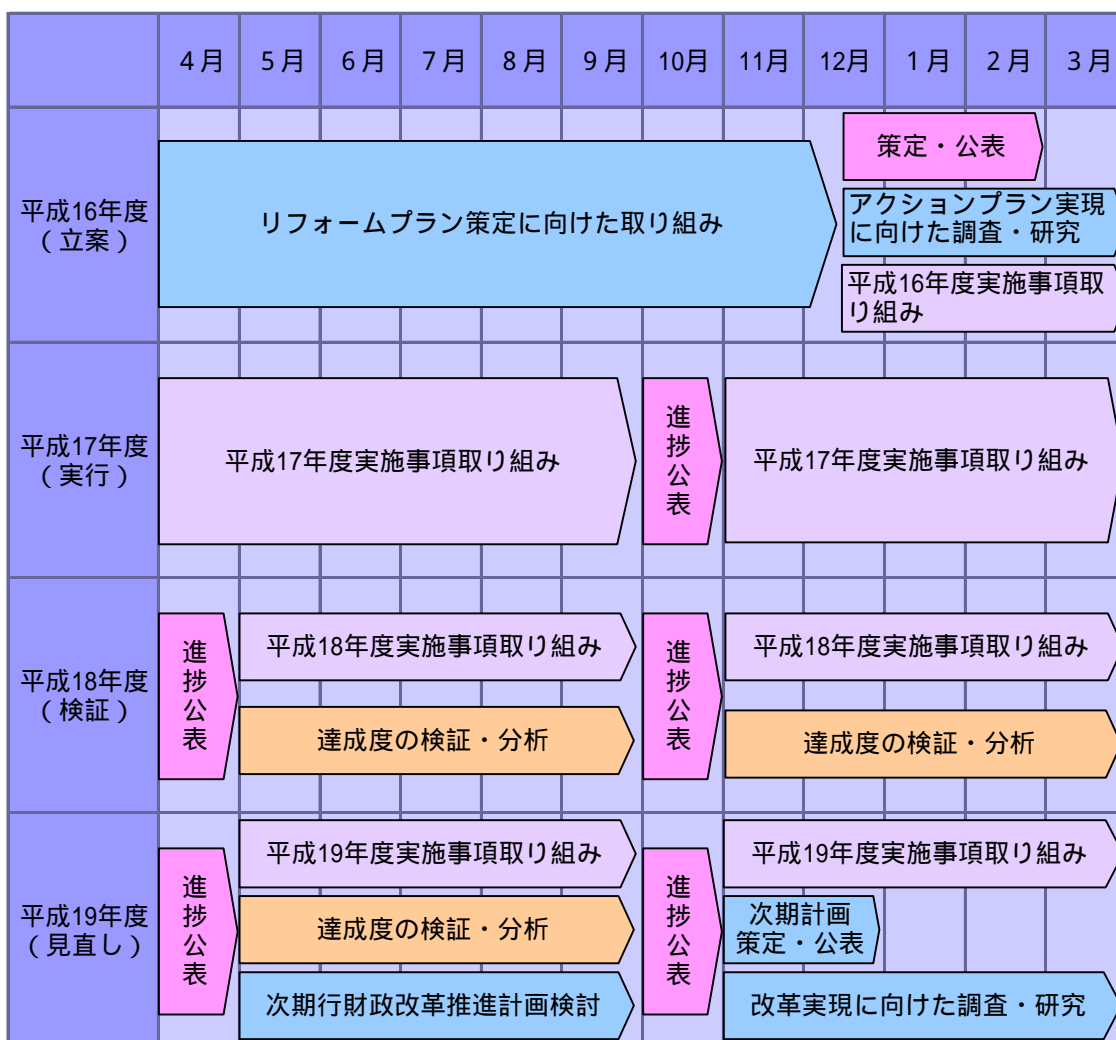 4月 5月 6月 7月 8月 9月 10月 11月 12月 1月 2月 3月
平成16年度
（立案）
リフォームプラン策定に向けた取り組み
策定・公表
アクションプラン実現
に向けた調査・研究
平成16年度実施事項取
り組み
平成17年度
（実行）
平成17年度実施事項取り組み
進捗公表
平成17年度実施事項取り組み
平成18年度
（検証）
進捗公表
平成18年度実施事項取り組み
達成度の検証・分析
進捗公表
平成18年度実施事項取り組み
達成度の検証・分析
平成19年度
（見直し）
進捗公表
平成19年度実施事項取り組み
達成度の検証・分析
次期行財政改革推進計画検討
進捗公表
平成19年度実施事項取り組み
次期計画
策定・公表
改革実現に向けた調査・研究